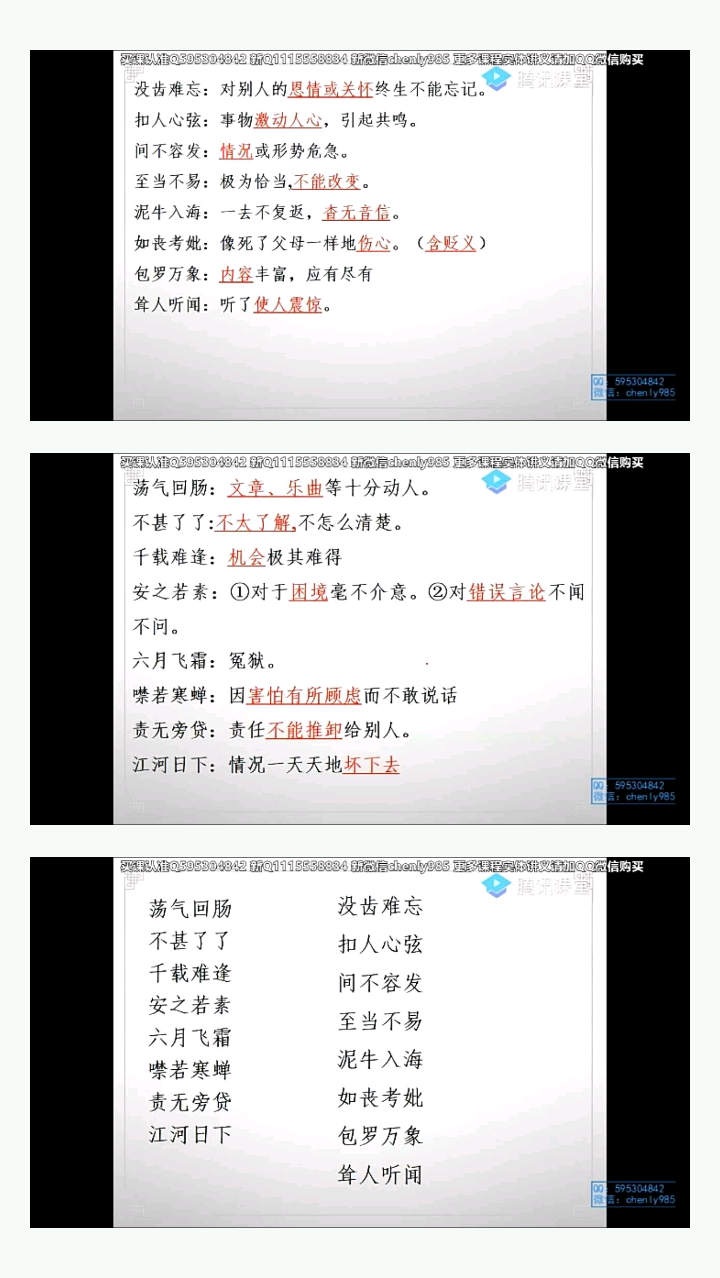 买课认准Q595304842 新Q1115558834 新微信chenly985 更多课程实体讲义请加QQ微信购买
腾讯课堂
没齿难忘：对别人的恩情或关怀终生不能忘记。
扣人心弦：事物激动人心，引起共鸣。
间不容发：情况或形势危急。
至当不易：极为恰当,不能改变。
泥牛入海：一去不复返，杳无音信。
如丧考妣：像死了父母一样地伤心。（含贬义）
包罗万象：内容丰富，应有尽有
耸人听闻：听了使人震惊。
QQ：595304842
微信：chenly985
买课认准Q595304842 新Q1115558834 新微信chenly985 更多课程实体讲义请加QQ微信购买
腾讯课堂
荡气回肠：文章、乐曲等十分动人。
不甚了了:不太了解,不怎么清楚。
千载难逢：机会极其难得
安之若素：①对于困境毫不介意。②对错误言论不闻
不问。
六月飞霜：冤狱。
噤若寒蝉：因害怕有所顾虑而不敢说话
责无旁贷：责任不能推卸给别人。
江河日下：情况一天天地坏下去
QQ：595304842
微信：chenly985
买课认准Q595304842 新Q1115558834 新微信chenly985 更多课程实体讲义请加QQ微信购买
腾讯课堂
荡气回肠
不甚了了
千载难逢
安之若素
六月飞霜
噤若寒蝉
责无旁贷
江河日下
没齿难忘
扣人心弦
间不容发
至当不易
泥牛入海
如丧考妣
包罗万象
耸人听闻
QQ：595304842
微信：chenly985